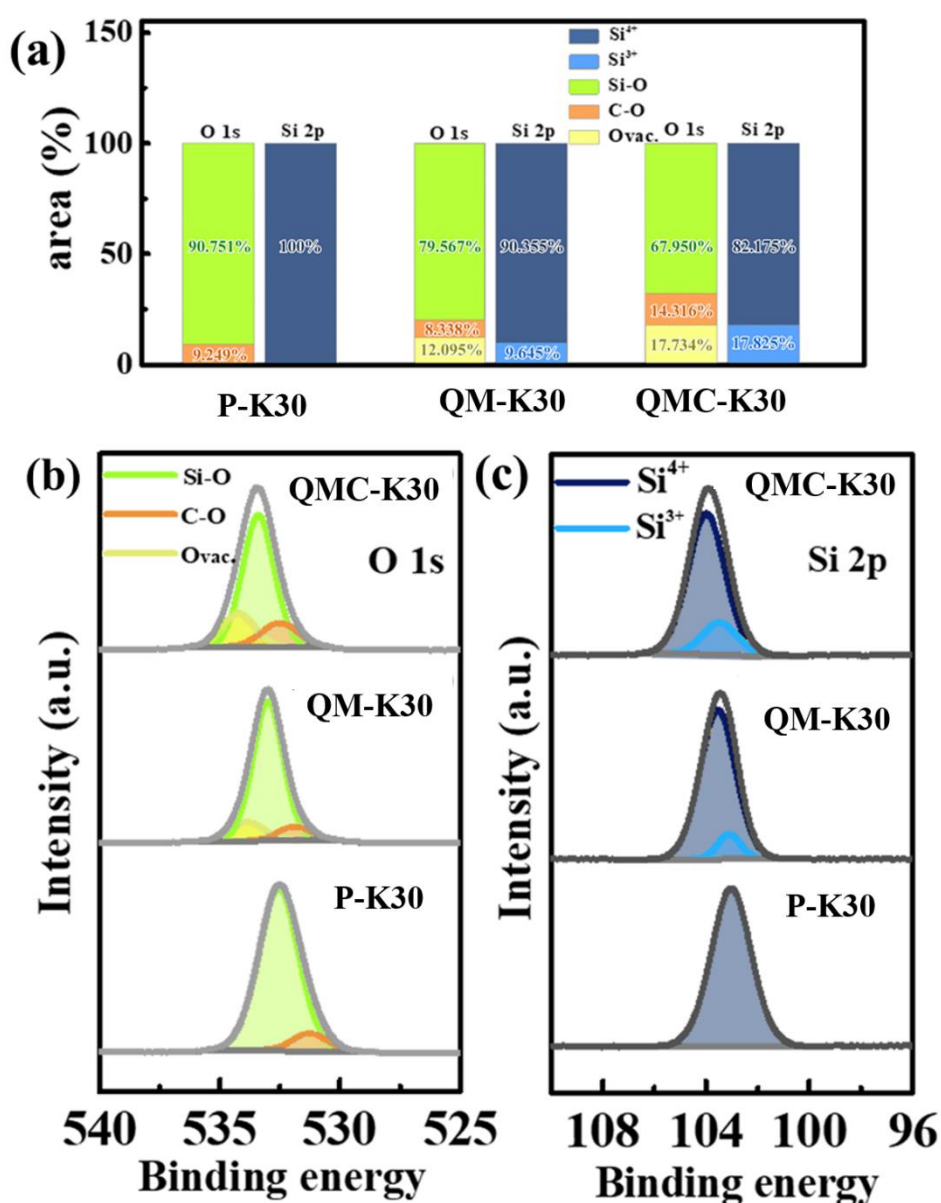 (a)
150
100
50
0
area (%)
Si⁴⁺
Si³⁺
Si-O
C-O
Ovac.
O 1s Si 2p
O 1s Si 2p
O 1s Si 2p
90.751% 100%
9.249%
79.567% 90.355%
8.338%
12.095% 9.645%
67.950% 82.175%
14.316%
17.734% 17.825%
P-K30 QM-K30 QMC-K30
(b)
Si-O
C-O
Ovac.
QMC-K30
O 1s
QM-K30
P-K30
Intensity (a.u.)
540 535 530 525
Binding energy
(c)
Si⁴⁺
Si³⁺
QMC-K30
Si 2p
QM-K30
P-K30
Intensity (a.u.)
108 104 100 96
Binding energy